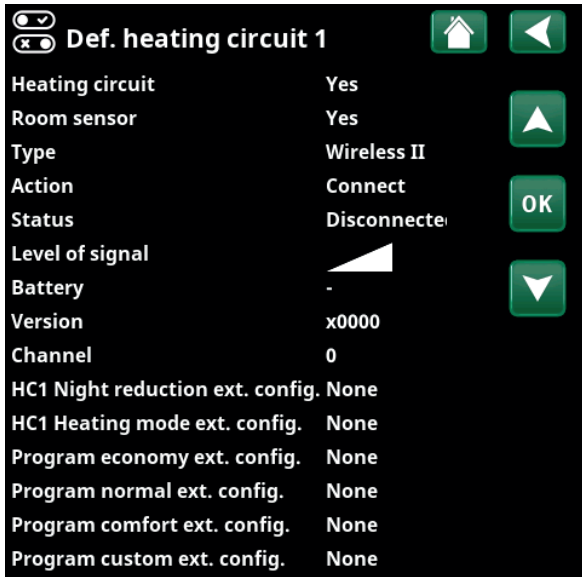 Def. heating circuit 1
Heating circuit Yes
Room sensor Yes
Type Wireless II
Action Connect
OK
Status Disconnecte
Level of signal
Battery -
Version x0000
Channel 0
HC1 Night reduction ext. config. None
HC1 Heating mode ext. config. None
Program economy ext. config. None
Program normal ext. config. None
Program comfort ext. config. None
Program custom ext. config. None